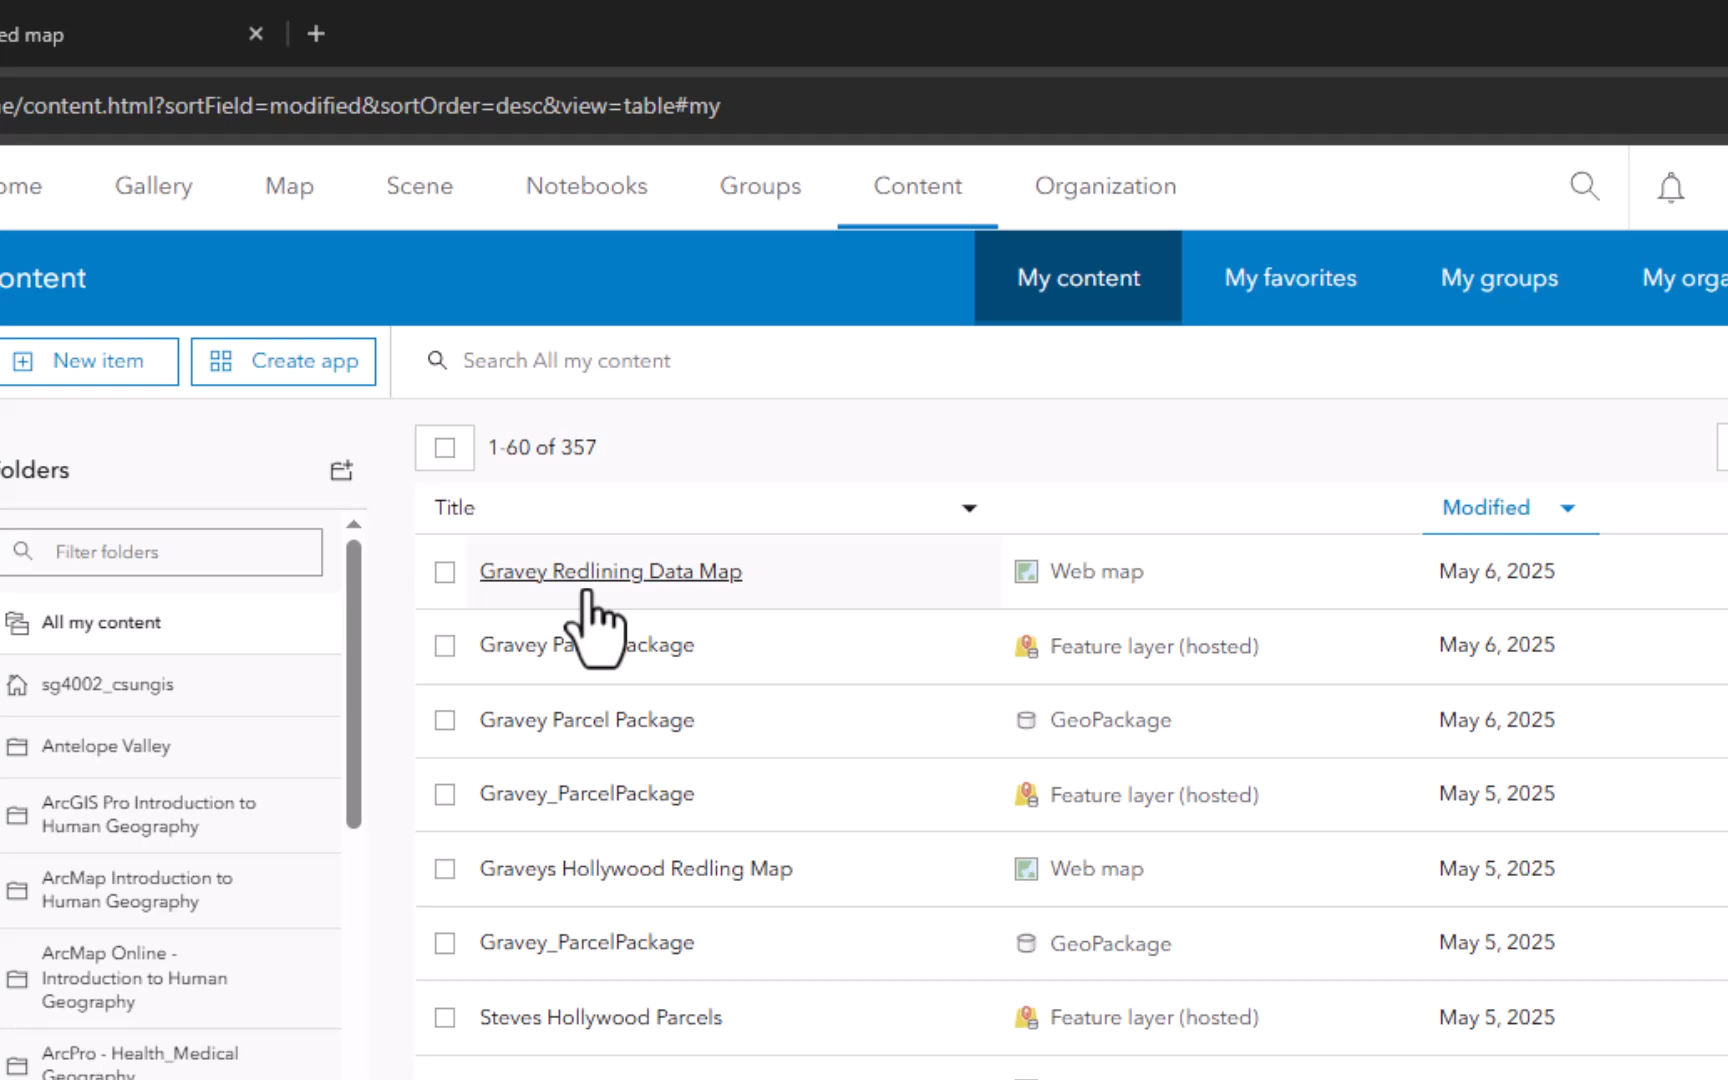 ed map
e/content.html?sortField=modified&sortOrder=desc&view=table#my
ome Gallery Map Scene Notebooks Groups Content Organization
ontent My content My favorites My groups My orga
New item Create app Search All my content
1-60 of 357
olders
Title Modified
Filter folders
Gravey Redlining Data Map Web map May 6, 2025
All my content
Gravey Pa ackage Feature layer (hosted) May 6, 2025
sg4002_csungis
Gravey Parcel Package GeoPackage May 6, 2025
Antelope Valley
Gravey_ParcelPackage Feature layer (hosted) May 5, 2025
ArcGIS Pro Introduction to
Human Geography
Graveys Hollywood Redling Map Web map May 5, 2025
ArcMap Introduction to
Human Geography
Gravey_ParcelPackage GeoPackage May 5, 2025
ArcMap Online -
Introduction to Human
Geography
Steves Hollywood Parcels Feature layer (hosted) May 5, 2025
ArcPro - Health_Medical
Geography